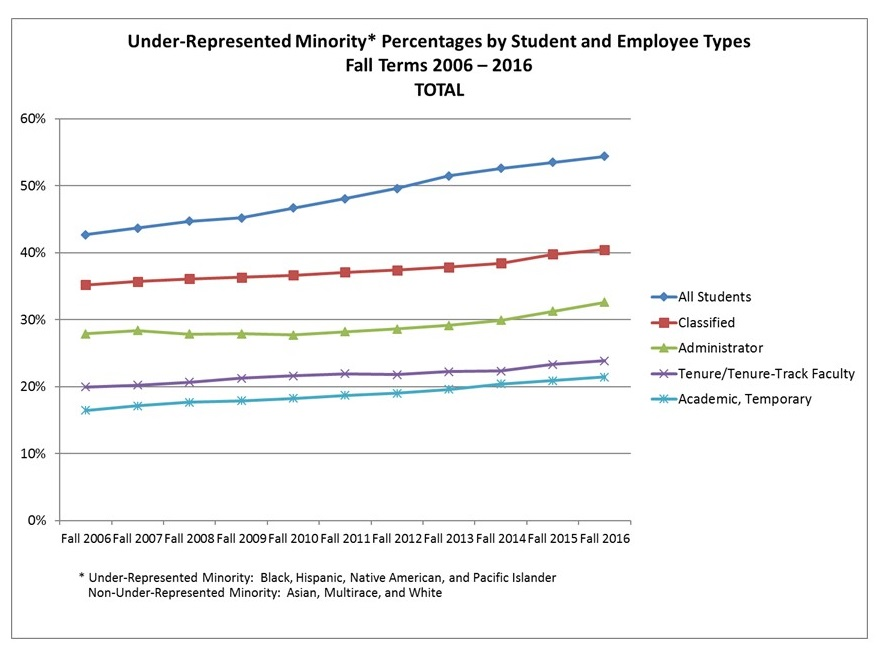 Under-Represented Minority* Percentages by Student and Employee Types
Fall Terms 2006 – 2016
TOTAL
60%
50%
40%
30%
20%
10%
0%
Fall 2006 Fall 2007 Fall 2008 Fall 2009 Fall 2010 Fall 2011 Fall 2012 Fall 2013 Fall 2014 Fall 2015 Fall 2016
All Students
Classified
Administrator
Tenure/Tenure-Track Faculty
Academic, Temporary
* Under-Represented Minority: Black, Hispanic, Native American, and Pacific Islander
Non-Under-Represented Minority: Asian, Multirace, and White